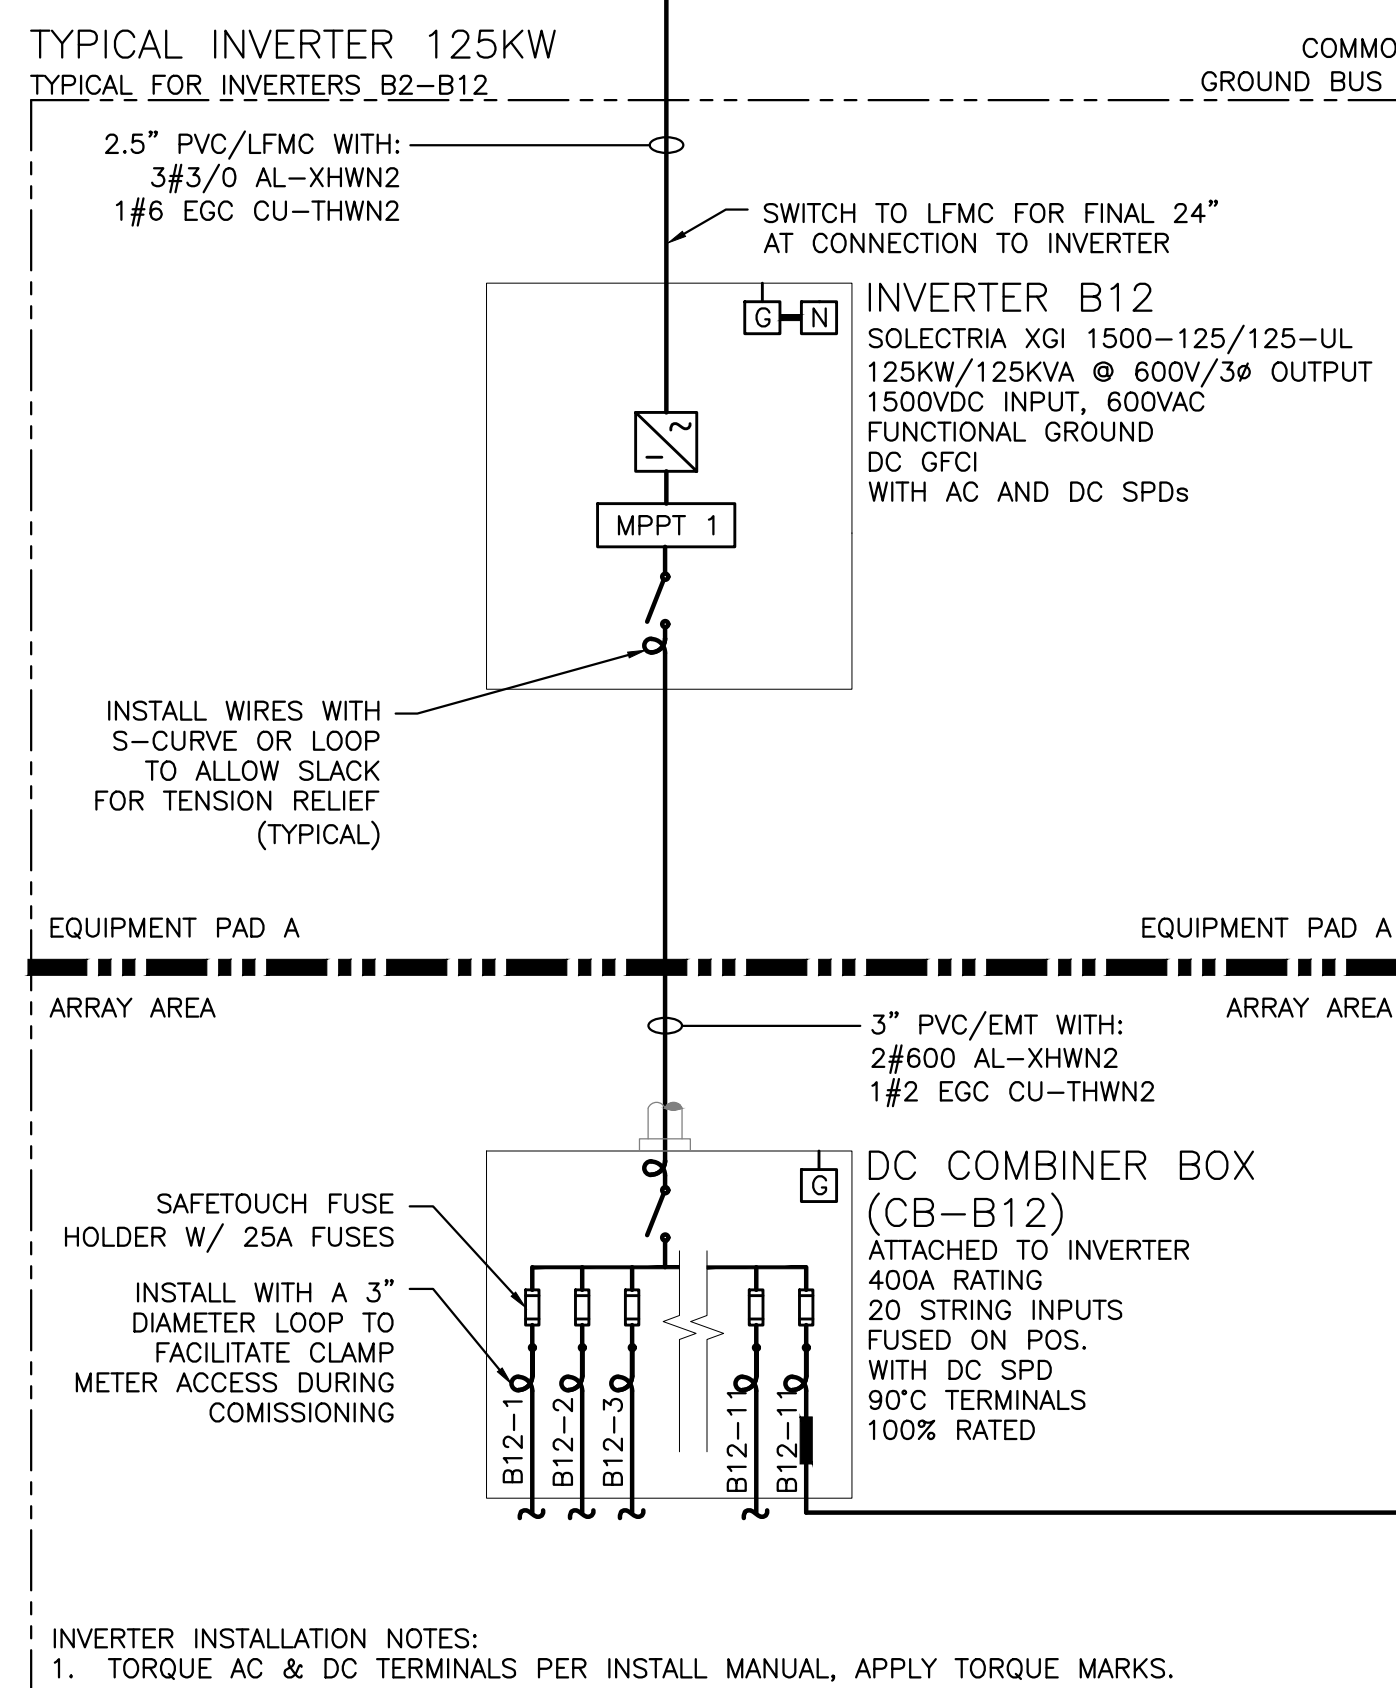 TYPICAL INVERTER 125KW
TYPICAL FOR INVERTERS B2-B12
COMMO
GROUND BUS
2.5" PVC/LFMC WITH:
3#3/0 AL-XHWN2
1#6 EGC CU-THWN2
SWITCH TO LFMC FOR FINAL 24"
AT CONNECTION TO INVERTER
G
N
INVERTER B12
SOLECTRIA XGI 1500-125/125-UL
125KW/125KVA @ 600V/3ø OUTPUT
1500VDC INPUT, 600VAC
FUNCTIONAL GROUND
DC GFCI
WITH AC AND DC SPDs
MPPT 1
INSTALL WIRES WITH
S-CURVE OR LOOP
TO ALLOW SLACK
FOR TENSION RELIEF
(TYPICAL)
EQUIPMENT PAD A
EQUIPMENT PAD A
ARRAY AREA
ARRAY AREA
3" PVC/EMT WITH:
2#600 AL-XHWN2
1#2 EGC CU-THWN2
G
DC COMBINER BOX
(CB-B12)
ATTACHED TO INVERTER
400A RATING
20 STRING INPUTS
FUSED ON POS.
WITH DC SPD
90°C TERMINALS
100% RATED
SAFETOUCH FUSE
HOLDER W/ 25A FUSES
INSTALL WITH A 3"
DIAMETER LOOP TO
FACILITATE CLAMP
METER ACCESS DURING
COMISSIONING
B12-1
B12-2
B12-3
B12-11
B12-11
INVERTER INSTALLATION NOTES:
1. TORQUE AC & DC TERMINALS PER INSTALL MANUAL, APPLY TORQUE MARKS.